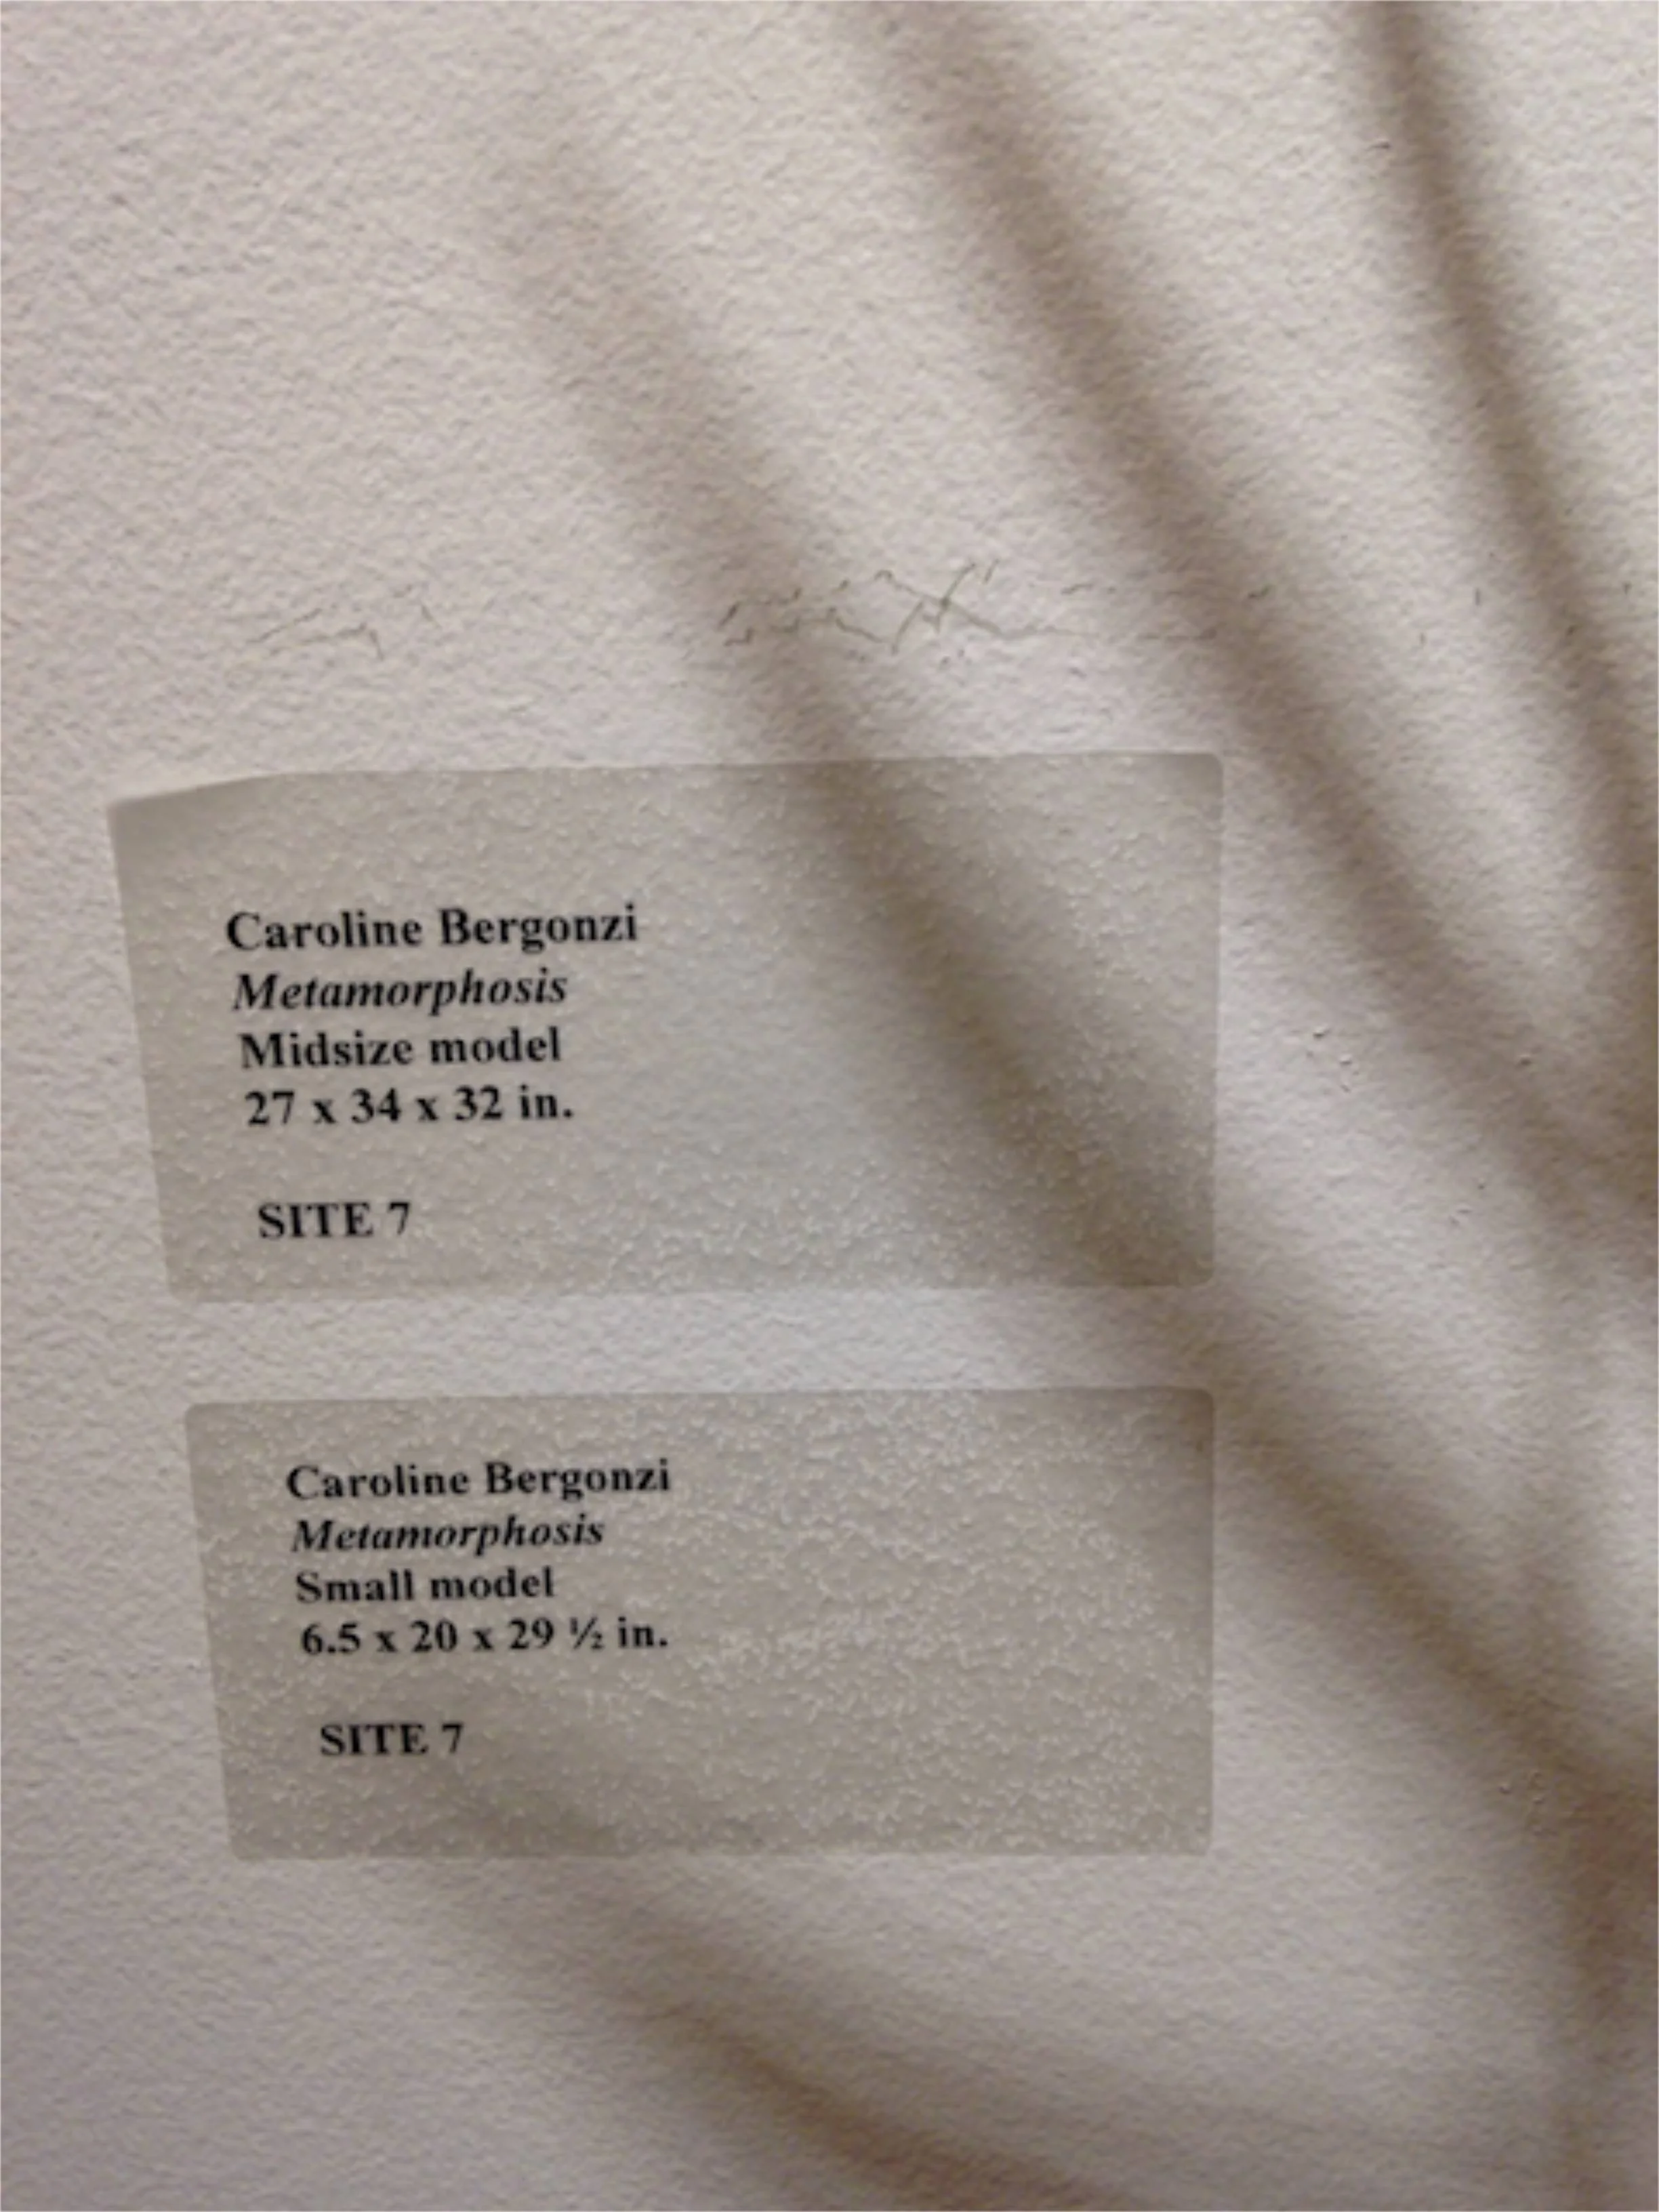 Caroline Bergonzi
Metamorphosis
Midsize model
27 x 34 x 32 in.
SITE 7
Caroline Bergonzi
Metamorphosis
Small model
6.5 x 20 x 29 ½ in.
SITE 7